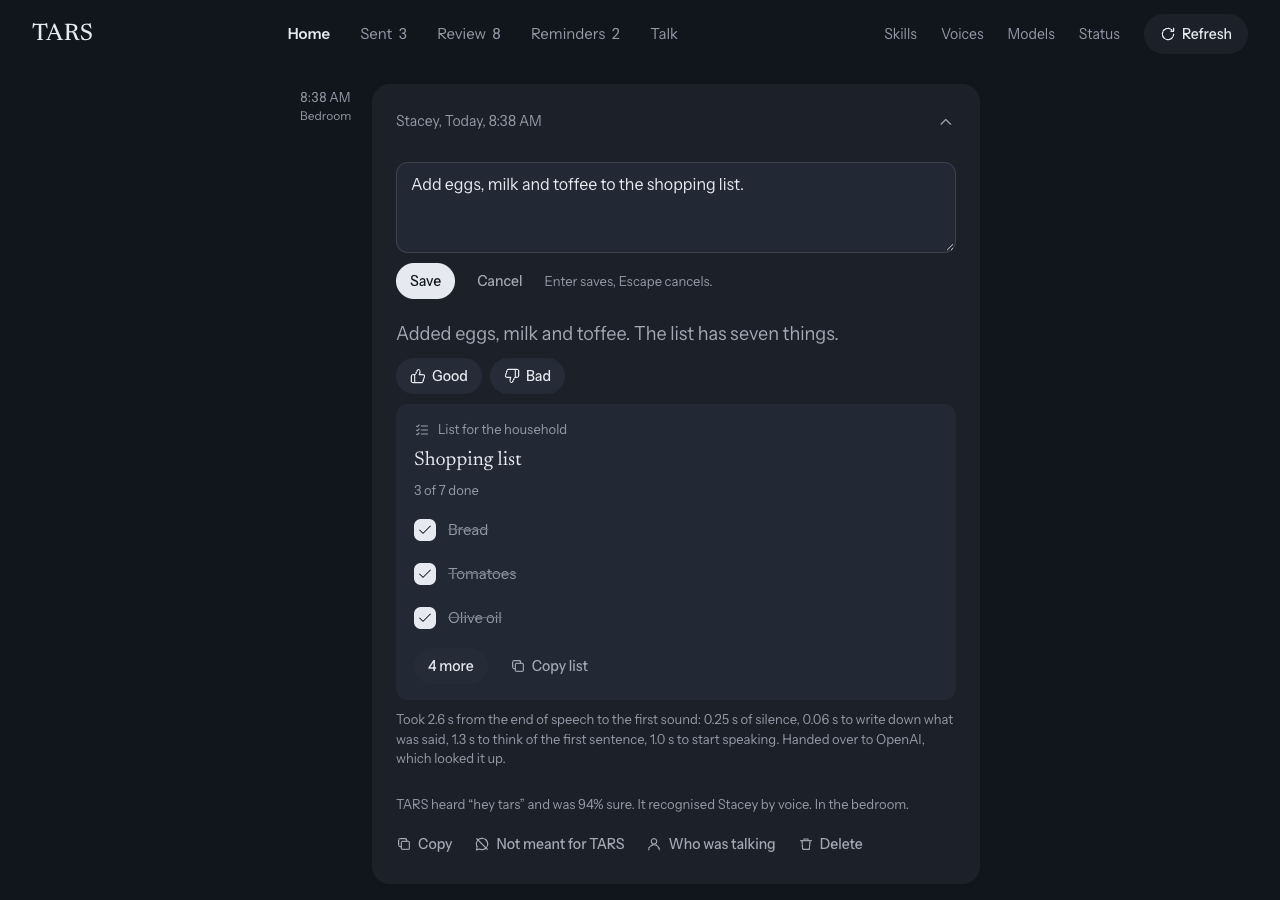 TARS
Home
Sent 3
Review 8
Reminders 2
Talk
Skills
Voices
Models
Status
Refresh
8:38 AM
Bedroom
Stacey, Today, 8:38 AM
Add eggs, milk and toffee to the shopping list.
Save
Cancel
Enter saves, Escape cancels.
Added eggs, milk and toffee. The list has seven things.
Good
Bad
List for the household
Shopping list
3 of 7 done
Bread
Tomatoes
Olive oil
4 more
Copy list
Took 2.6 s from the end of speech to the first sound: 0.25 s of silence, 0.06 s to write down what
was said, 1.3 s to think of the first sentence, 1.0 s to start speaking. Handed over to OpenAI,
which looked it up.
TARS heard “hey tars” and was 94% sure. It recognised Stacey by voice. In the bedroom.
Copy
Not meant for TARS
Who was talking
Delete